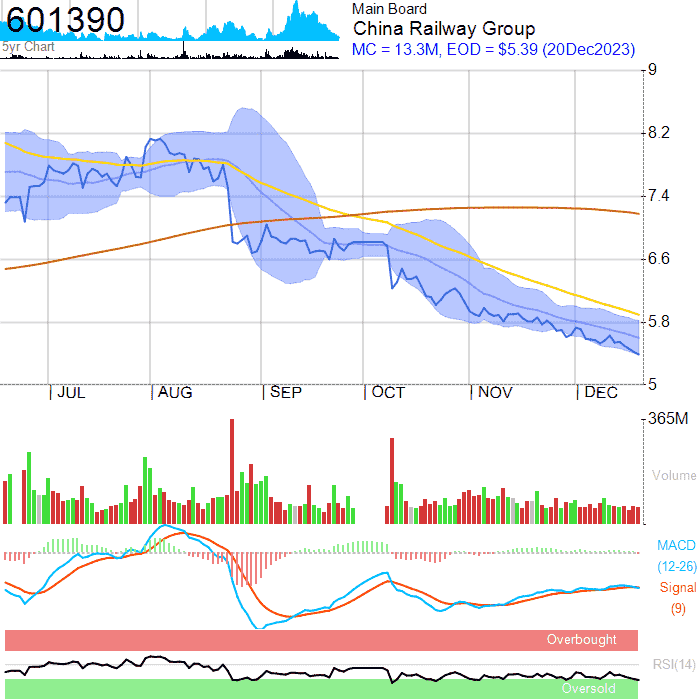 601390
5yr Chart
Main Board
China Railway Group
MC = 13.3M, EOD = $5.39 (20Dec2023)
9
8.2
7.4
6.6
5.8
5
JUL AUG SEP OCT NOV DEC
365M
Volume
MACD
(12-26)
Signal
(9)
Overbought
RSI(14)
Oversold